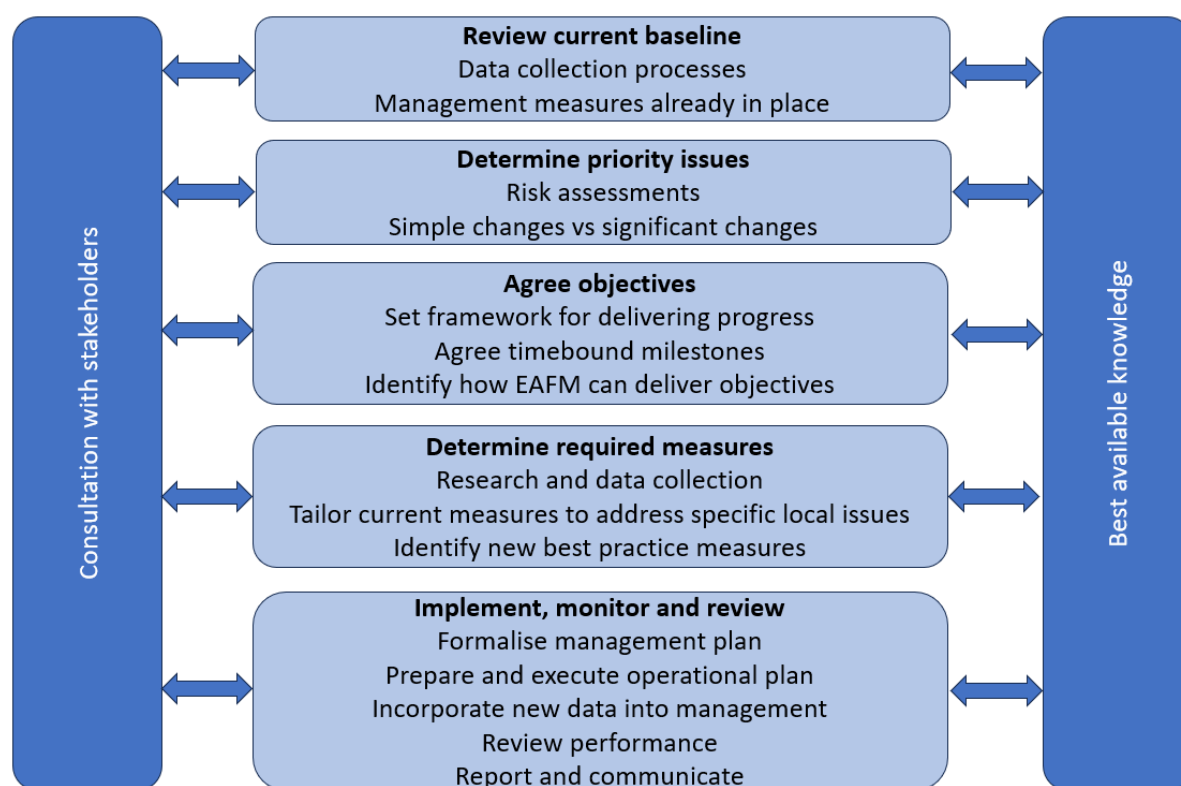 Consultation with stakeholders
Review current baseline
Data collection processes
Management measures already in place
Determine priority issues
Risk assessments
Simple changes vs significant changes
Agree objectives
Set framework for delivering progress
Agree timebound milestones
Identify how EAFM can deliver objectives
Determine required measures
Research and data collection
Tailor current measures to address specific local issues
Identify new best practice measures
Implement, monitor and review
Formalise management plan
Prepare and execute operational plan
Incorporate new data into management
Review performance
Report and communicate
Best available knowledge